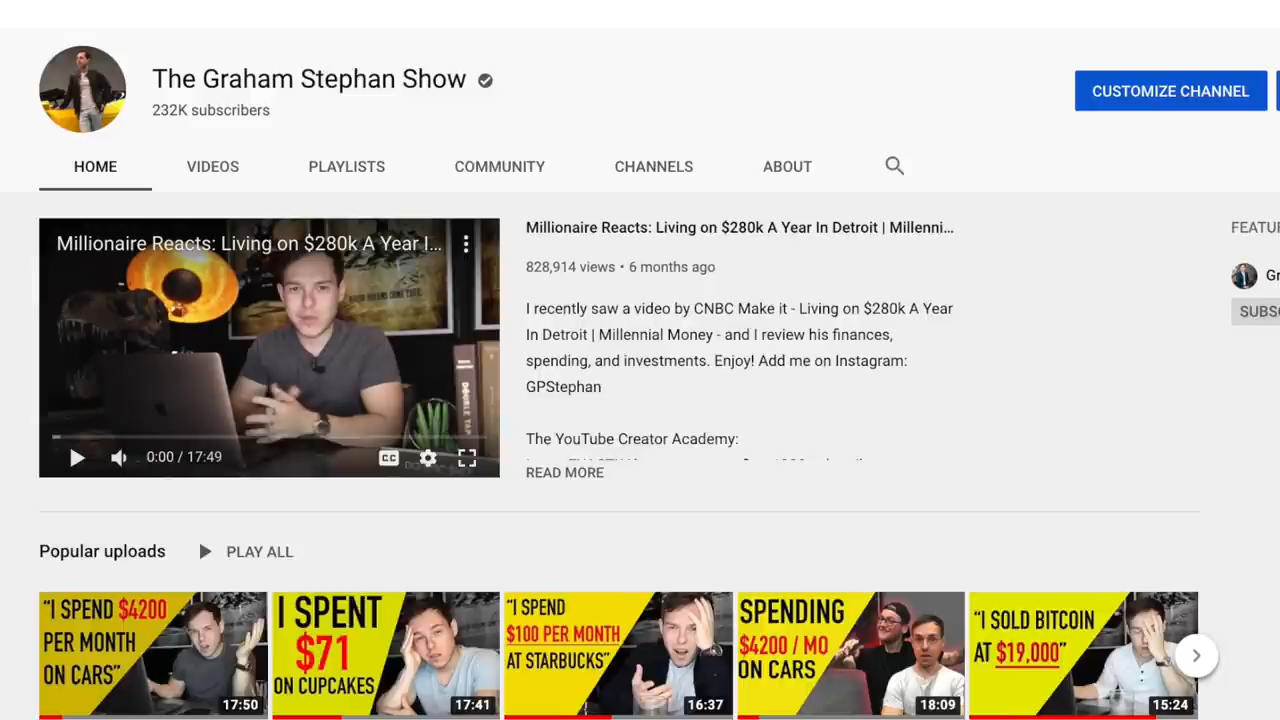 The Graham Stephan Show
232K subscribers
CUSTOMIZE CHANNEL
HOME VIDEOS PLAYLISTS COMMUNITY CHANNELS ABOUT
Millionaire Reacts: Living on $280k A Year I...
0:00 / 17:49
CC
DOUBLE TAP
Millionaire Reacts: Living on $280k A Year In Detroit | Millenni...
828,914 views • 6 months ago
I recently saw a video by CNBC Make it - Living on $280k A Year
In Detroit | Millennial Money - and I review his finances,
spending, and investments. Enjoy! Add me on Instagram:
GPStephan
The YouTube Creator Academy:
READ MORE
Popular uploads
PLAY ALL
"I SPEND $4200
PER MONTH
ON CARS"
17:50
I SPENT
$71
ON CUPCAKES
17:41
"I SPEND
$100 PER MONTH
AT STARBUCKS"
16:37
SPENDING
$4200 / MO
ON CARS
18:09
"I SOLD BITCOIN
AT $19,000"
15:24